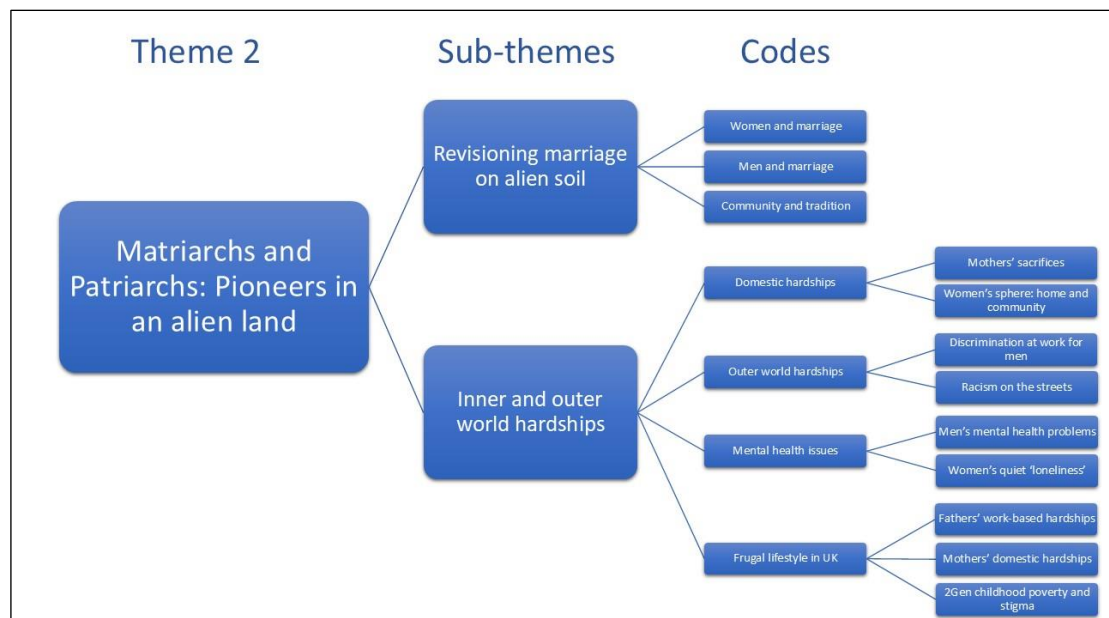 Theme 2
Sub-themes
Codes
Matriarchs and
Patriarchs: Pioneers in
an alien land
Revisioning marriage
on alien soil
Women and marriage
Men and marriage
Community and tradition
Inner and outer
world hardships
Domestic hardships
Mothers’ sacrifices
Women’s sphere: home and
community
Outer world hardships
Discrimination at work for
men
Racism on the streets
Mental health issues
Men’s mental health problems
Women’s quiet ‘loneliness’
Frugal lifestyle in UK
Fathers’ work-based hardships
Mothers’ domestic hardships
2Gen childhood poverty and
stigma